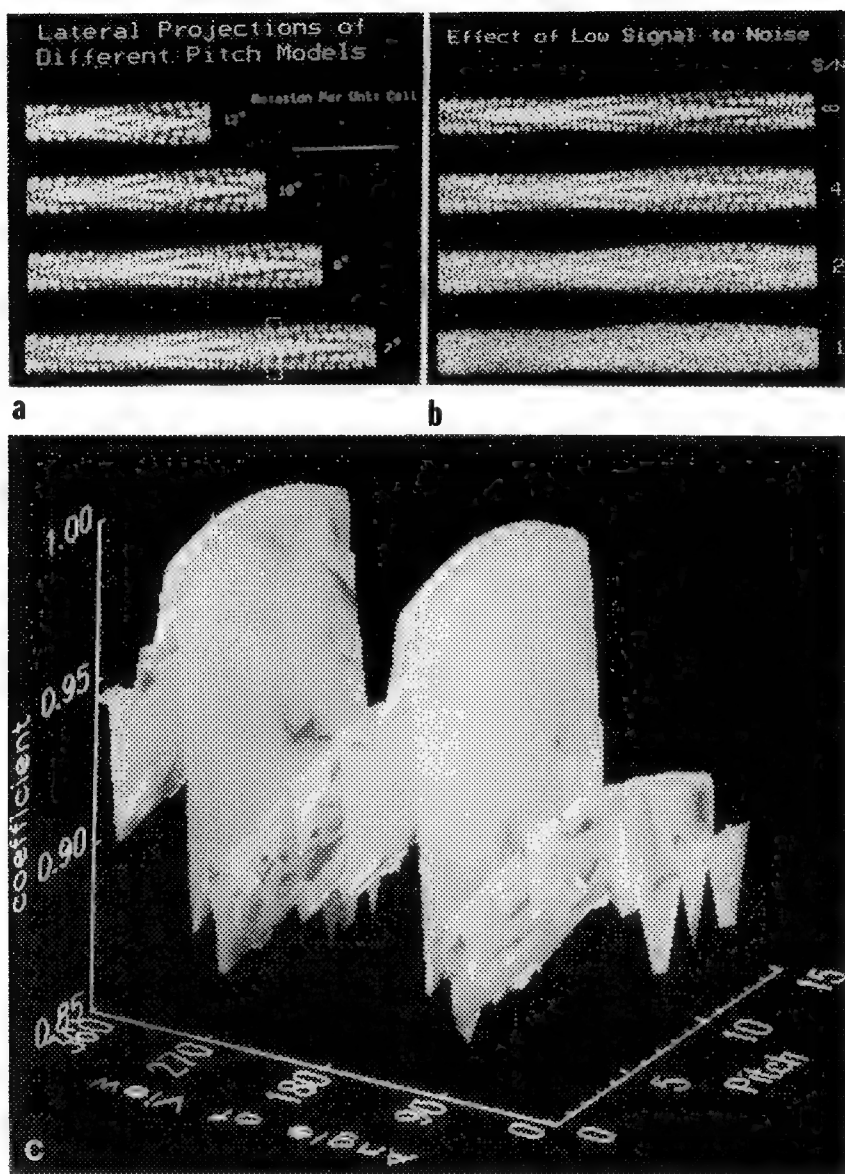 Lateral Projections of
Different Pitch Models
Rotation Per Unit Cell
12°
10°
8°
7°
a
Effect of Low Signal to Noise
S/N
∞
4
2
1
b
1.00
0.95
0.90
0.85
coefficient
360
270
180
90
0
Angle of View
0
5
10
15
Pitch
c